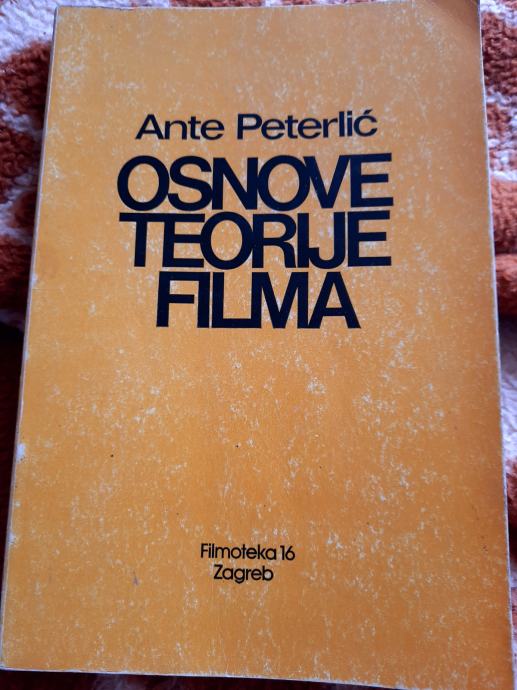 Ante Peterlić
OSNOVE
TEORIJE
FILMA
Filmoteka 16
Zagreb